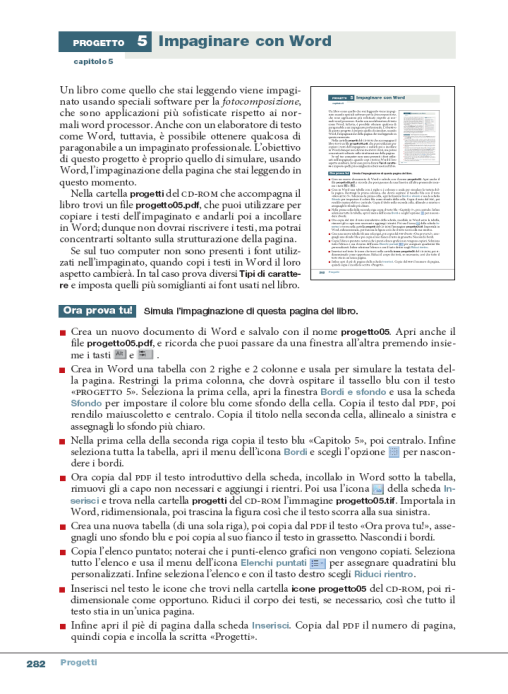 PROGETTO 5 Impaginare con Word
capitolo 5
Un libro come quello che stai leggendo viene impagi-
nato usando speciali software per la fotocomposizione,
che sono applicazioni più sofisticate rispetto ai nor-
mali word processor. Anche con un elaboratore di testo
come Word, tuttavia, è possibile ottenere qualcosa di
paragonabile a un impaginato professionale. L'obiettivo
di questo progetto è proprio quello di simulare, usando
Word, l'impaginazione della pagina che stai leggendo in
questo momento.
Nella cartella progetti del CD-ROM che accompagna il
libro trovi un file progetto05.pdf, che puoi utilizzare per
copiare i testi dell'impaginato e andarli poi a incollare
in Word; dunque non dovrai riscrivere i testi, ma potrai
concentrarti soltanto sulla strutturazione della pagina.
Se sul tuo computer non sono presenti i font utiliz-
zati nell'impaginato, quando copi i testi in Word il loro
aspetto cambierà. In tal caso prova diversi Tipi di caratte-
re e imposta quelli più somiglianti ai font usati nel libro.
Ora prova tu! Simula l'impaginazione di questa pagina del libro.
Crea un nuovo documento di Word e salvalo con il nome progetto05. Apri anche il
file progetto05.pdf, e ricorda che puoi passare da una finestra all'altra premendo insie-
me i tasti Alt e .
Crea in Word una tabella con 2 righe e 2 colonne e usala per simulare la testata del-
la pagina. Restringi la prima colonna, che dovrà ospitare il tassello blu con il testo
«PROGETTO 5». Seleziona la prima cella, apri la finestra Bordi e sfondo e usa la scheda
Sfondo per impostare il colore blu come sfondo della cella. Copia il testo dal PDF, poi
rendilo maiuscoletto e centralo. Copia il titolo nella seconda cella, allinealo a sinistra e
assegnagli lo sfondo più chiaro.
Nella prima cella della seconda riga copia il testo blu «Capitolo 5», poi centralo. Infine
seleziona tutta la tabella, apri il menu dell'icona Bordi e scegli l'opzione per nascon-
dere i bordi.
Ora copia dal PDF il testo introduttivo della scheda, incollalo in Word sotto la tabella,
rimuovi gli a capo non necessari e aggiungi i rientri. Poi usa l'icona della scheda In-
serisci e trova nella cartella progetti del CD-ROM l'immagine progetto05.tif. Importala in
Word, ridimensionala, poi trascina la figura così che il testo scorra alla sua sinistra.
Crea una nuova tabella (di una sola riga), poi copia dal PDF il testo «Ora prova tu!», asse-
gnagli uno sfondo blu e poi copia al suo fianco il testo in grassetto. Nascondi i bordi.
Copia l'elenco puntato; noterai che i punti-elenco grafici non vengono copiati. Seleziona
tutto l'elenco e usa il menu dell'icona Elenchi puntati per assegnare quadratini blu
personalizzati. Infine seleziona l'elenco e con il tasto destro scegli Riduci rientro.
Inserisci nel testo le icone che trovi nella cartella icone progetto05 del CD-ROM, poi ri-
dimensionale come opportuno. Riduci il corpo dei testi, se necessario, così che tutto il
testo stia in un'unica pagina.
Infine apri il piè di pagina dalla scheda Inserisci. Copia dal PDF il numero di pagina,
quindi copia e incolla la scritta «Progetti».
282 Progetti